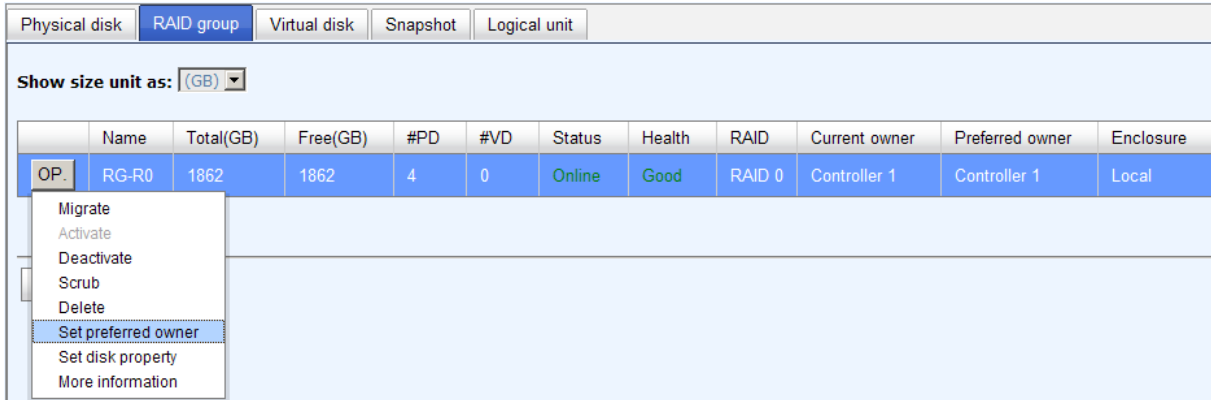 Physical disk RAID group Virtual disk Snapshot Logical unit
Show size unit as: (GB)
Name Total(GB) Free(GB) #PD #VD Status Health RAID Current owner Preferred owner Enclosure
OP. RG-R0 1862 1862 4 0 Online Good RAID 0 Controller 1 Controller 1 Local
Migrate
Activate
Deactivate
Scrub
Delete
Set preferred owner
Set disk property
More information